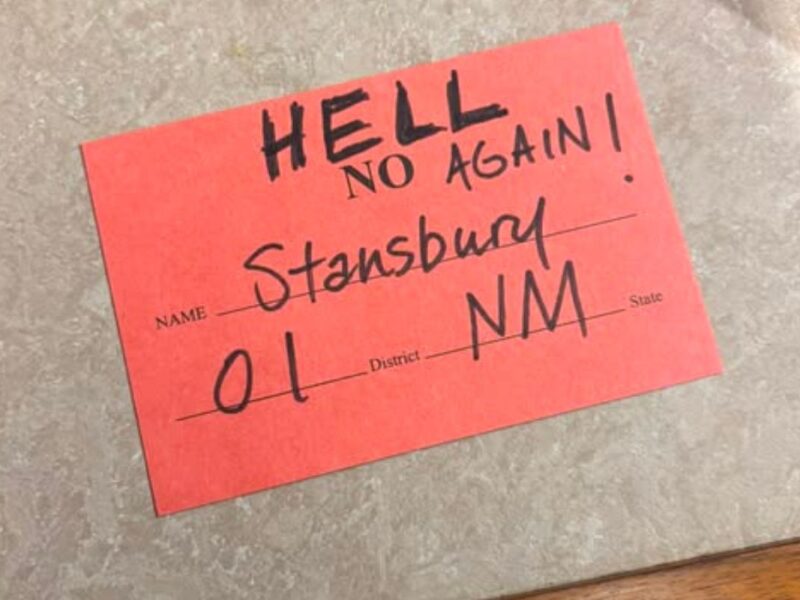 HELL
NO AGAIN!
NAME Stansbury
01 District NM State